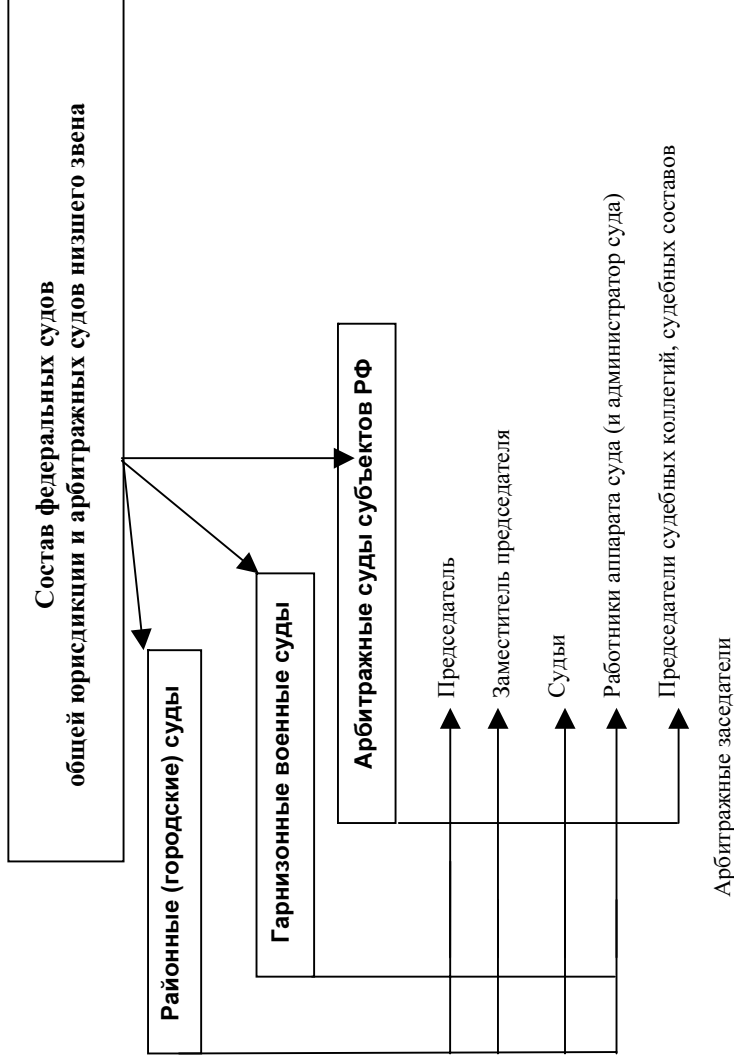 Состав федеральных судов
общей юрисдикции и арбитражных судов низшего звена
Районные (городские) суды
Гарнизонные военные суды
Арбитражные суды субъектов РФ
Председатель
Заместитель председателя
Судьи
Работники аппарата суда (и администратор суда)
Председатели судебных коллегий, судебных составов
Арбитражные заседатели